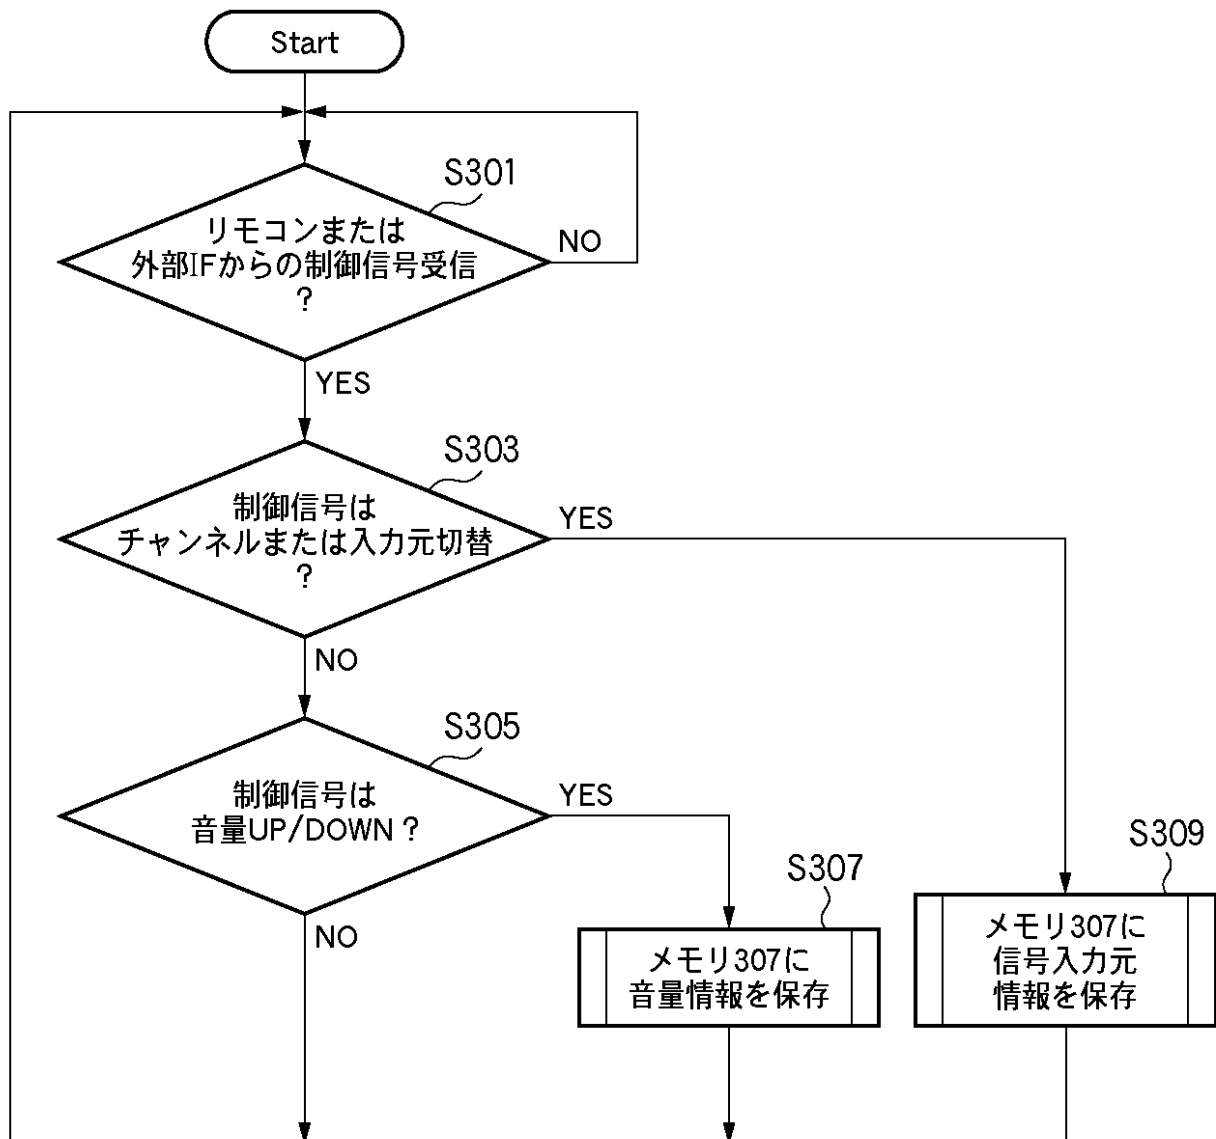 Start
S301
リモコンまたは
外部IFからの制御信号受信
?
NO
YES
S303
制御信号は
チャンネルまたは入力元切替
?
YES
NO
S305
制御信号は
音量UP/DOWN?
YES
NO
S307
メモリ307に
音量情報を保存
S309
メモリ307に
信号入力元
情報を保存